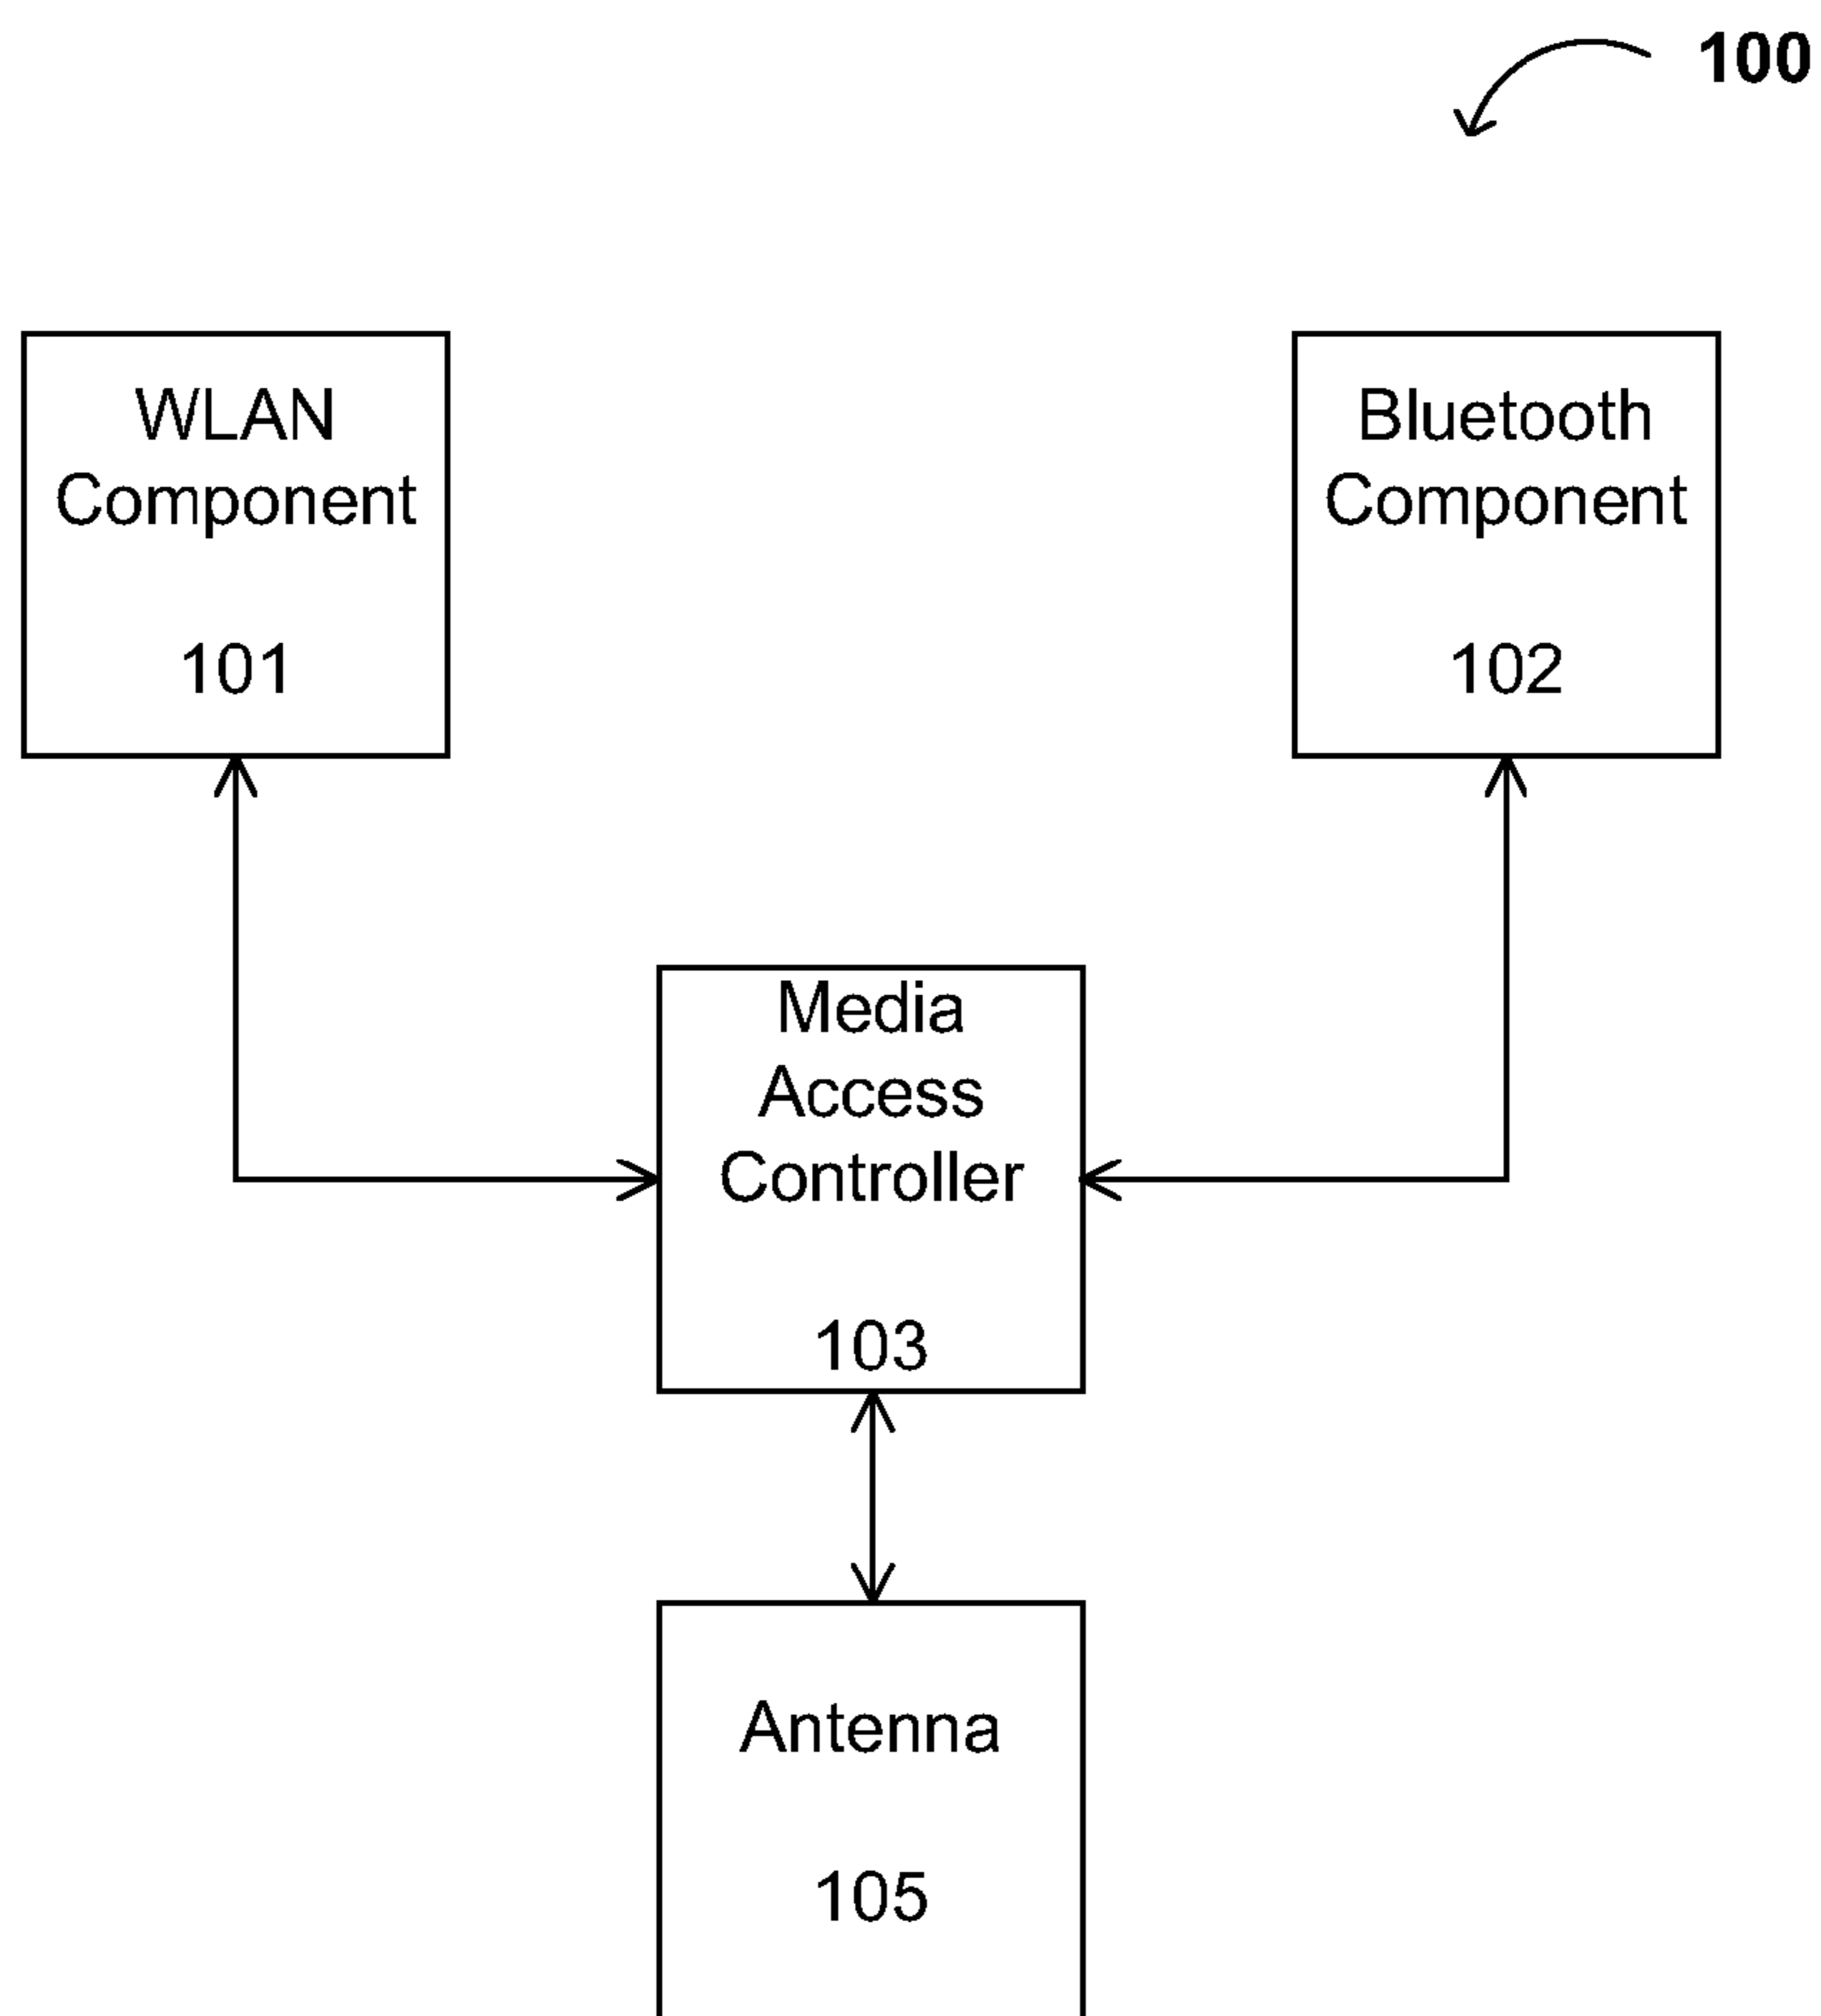 100
WLAN
Component
101
Bluetooth
Component
102
Media
Access
Controller
103
Antenna
105